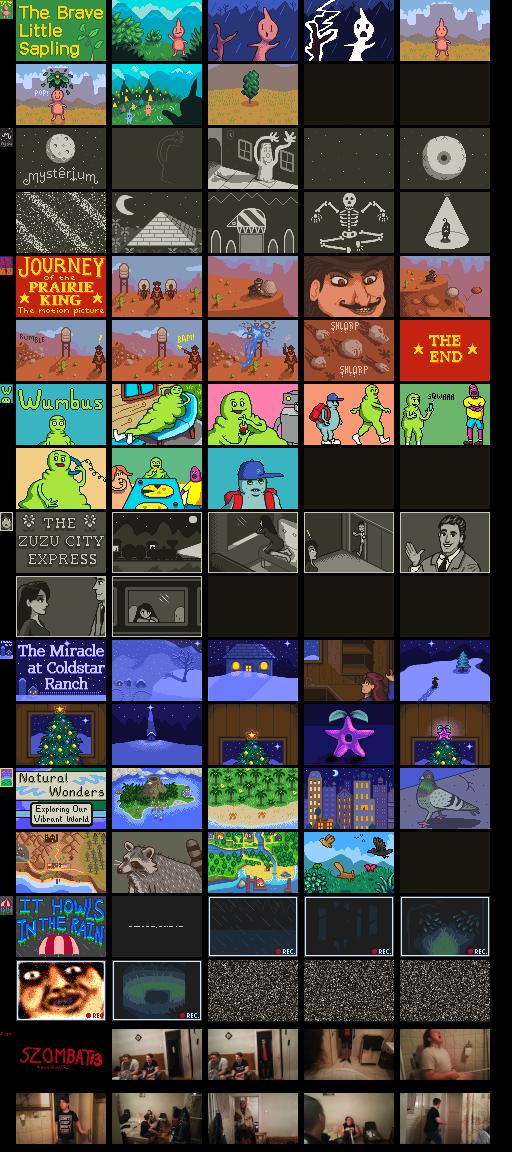 The Brave
Little
Sapling
POP!
mysterium
JOURNEY
of the
PRAIRIE
KING
The motion picture
RUMBLE
BAM!
SHLORP
SHLORP
THE
END
Wumbus
SQWAAA
THE
ZUZU CITY
EXPRESS
The Miracle
at Coldstar
Ranch
Natural
Wonders
Exploring Our
Vibrant World
IT HOWLS
IN THE RAIN
REC.
REC.
REC.
REC
REC.
SZOMBAT13